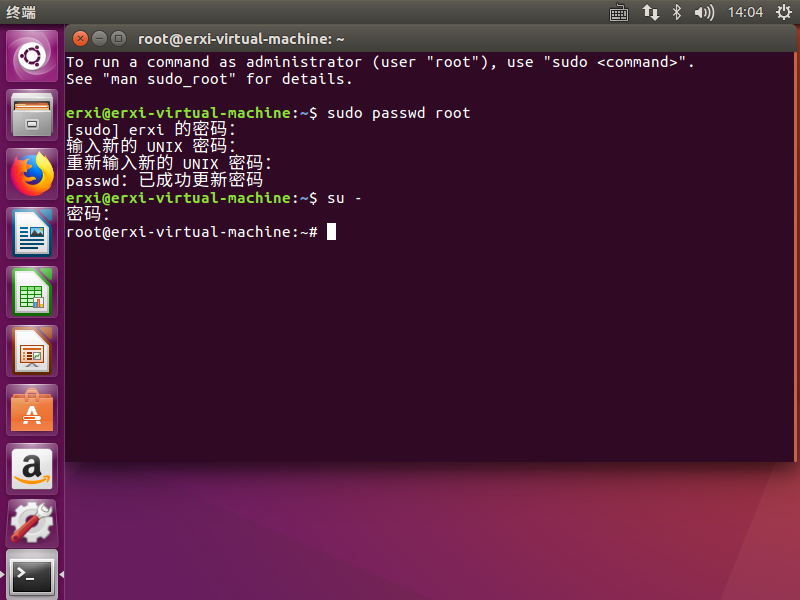 终端
14:04
root@erxi-virtual-machine: ~
To run a command as administrator (user "root"), use "sudo <command>".
See "man sudo_root" for details.
erxi@erxi-virtual-machine:~$ sudo passwd root
[sudo] erxi 的密码：
输入新的 UNIX 密码：
重新输入新的 UNIX 密码：
passwd：已成功更新密码
erxi@erxi-virtual-machine:~$ su -
密码：
root@erxi-virtual-machine:~#